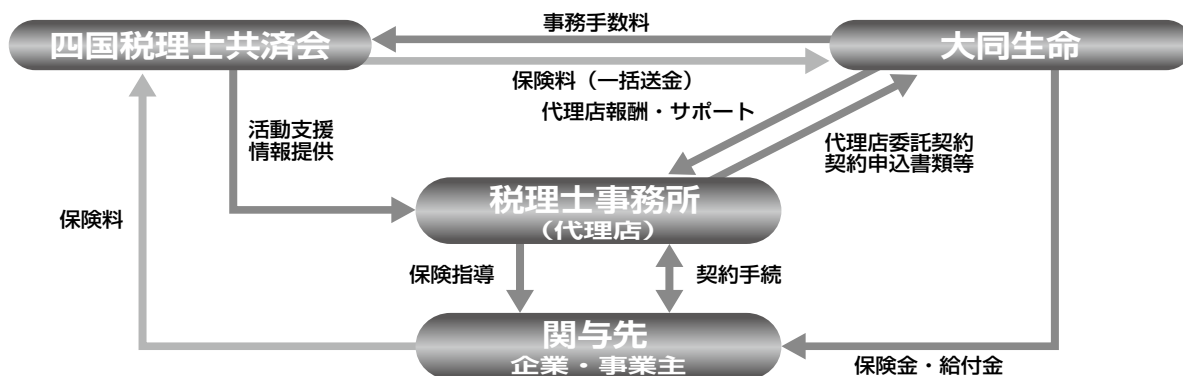 事務手数料
四国税理士共済会
大同生命
保険料（一括送金）
代理店報酬・サポート
活動支援
情報提供
代理店委託契約
契約申込書類等
税理士事務所
（代理店）
保険料
保険指導
契約手続
関与先
企業・事業主
保険金・給付金